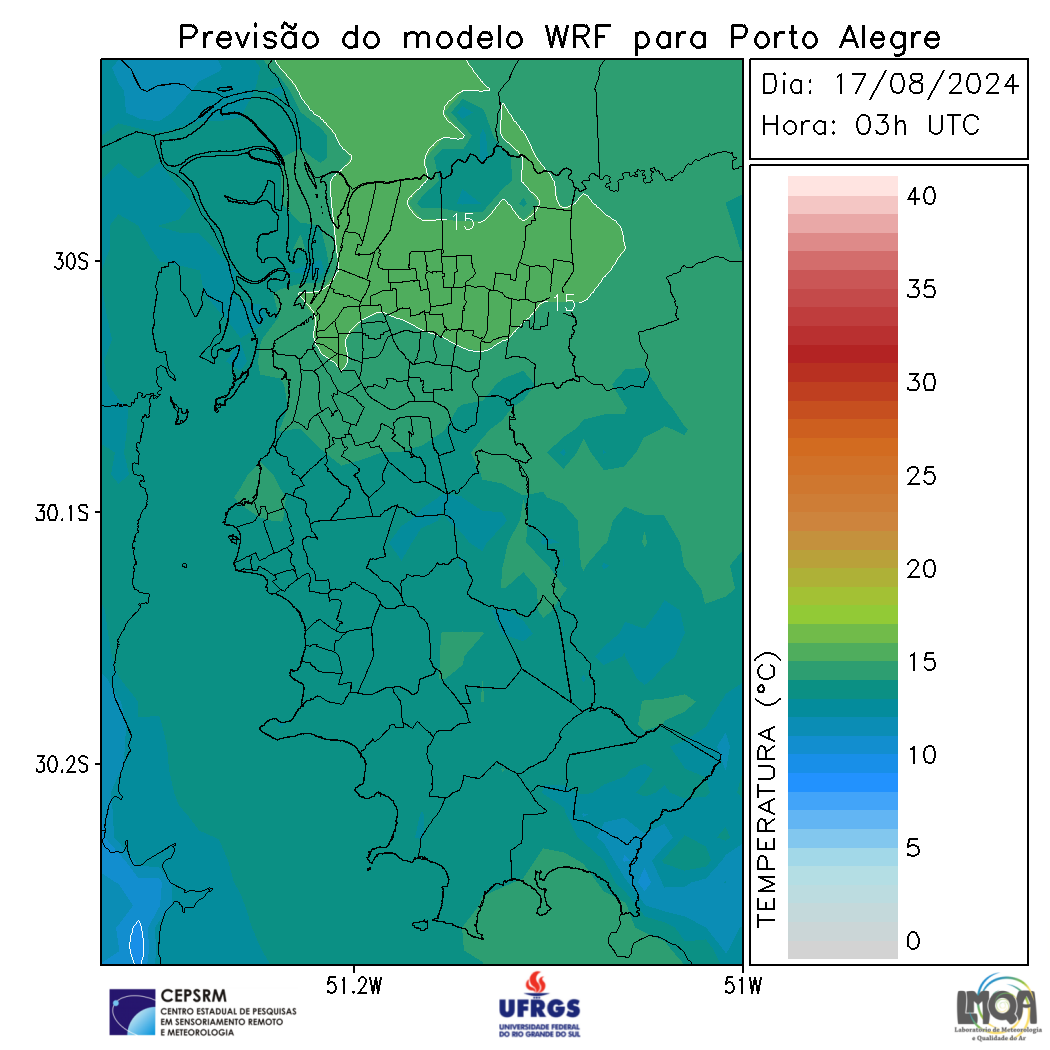 Previsão do modelo WRF para Porto Alegre
Dia: 17/08/2024
Hora: 03h UTC
30S
30.1S
30.2S
51.2W
51W
15
15
TEMPERATURA (°C)
40
35
30
25
20
15
10
5
0
CEPSRM
CENTRO ESTADUAL DE PESQUISAS
EM SENSORIAMENTO REMOTO
E METEOROLOGIA
UFRGS
UNIVERSIDADE FEDERAL
DO RIO GRANDE DO SUL
LMQA
Laboratório de Meteorologia
e Qualidade do Ar